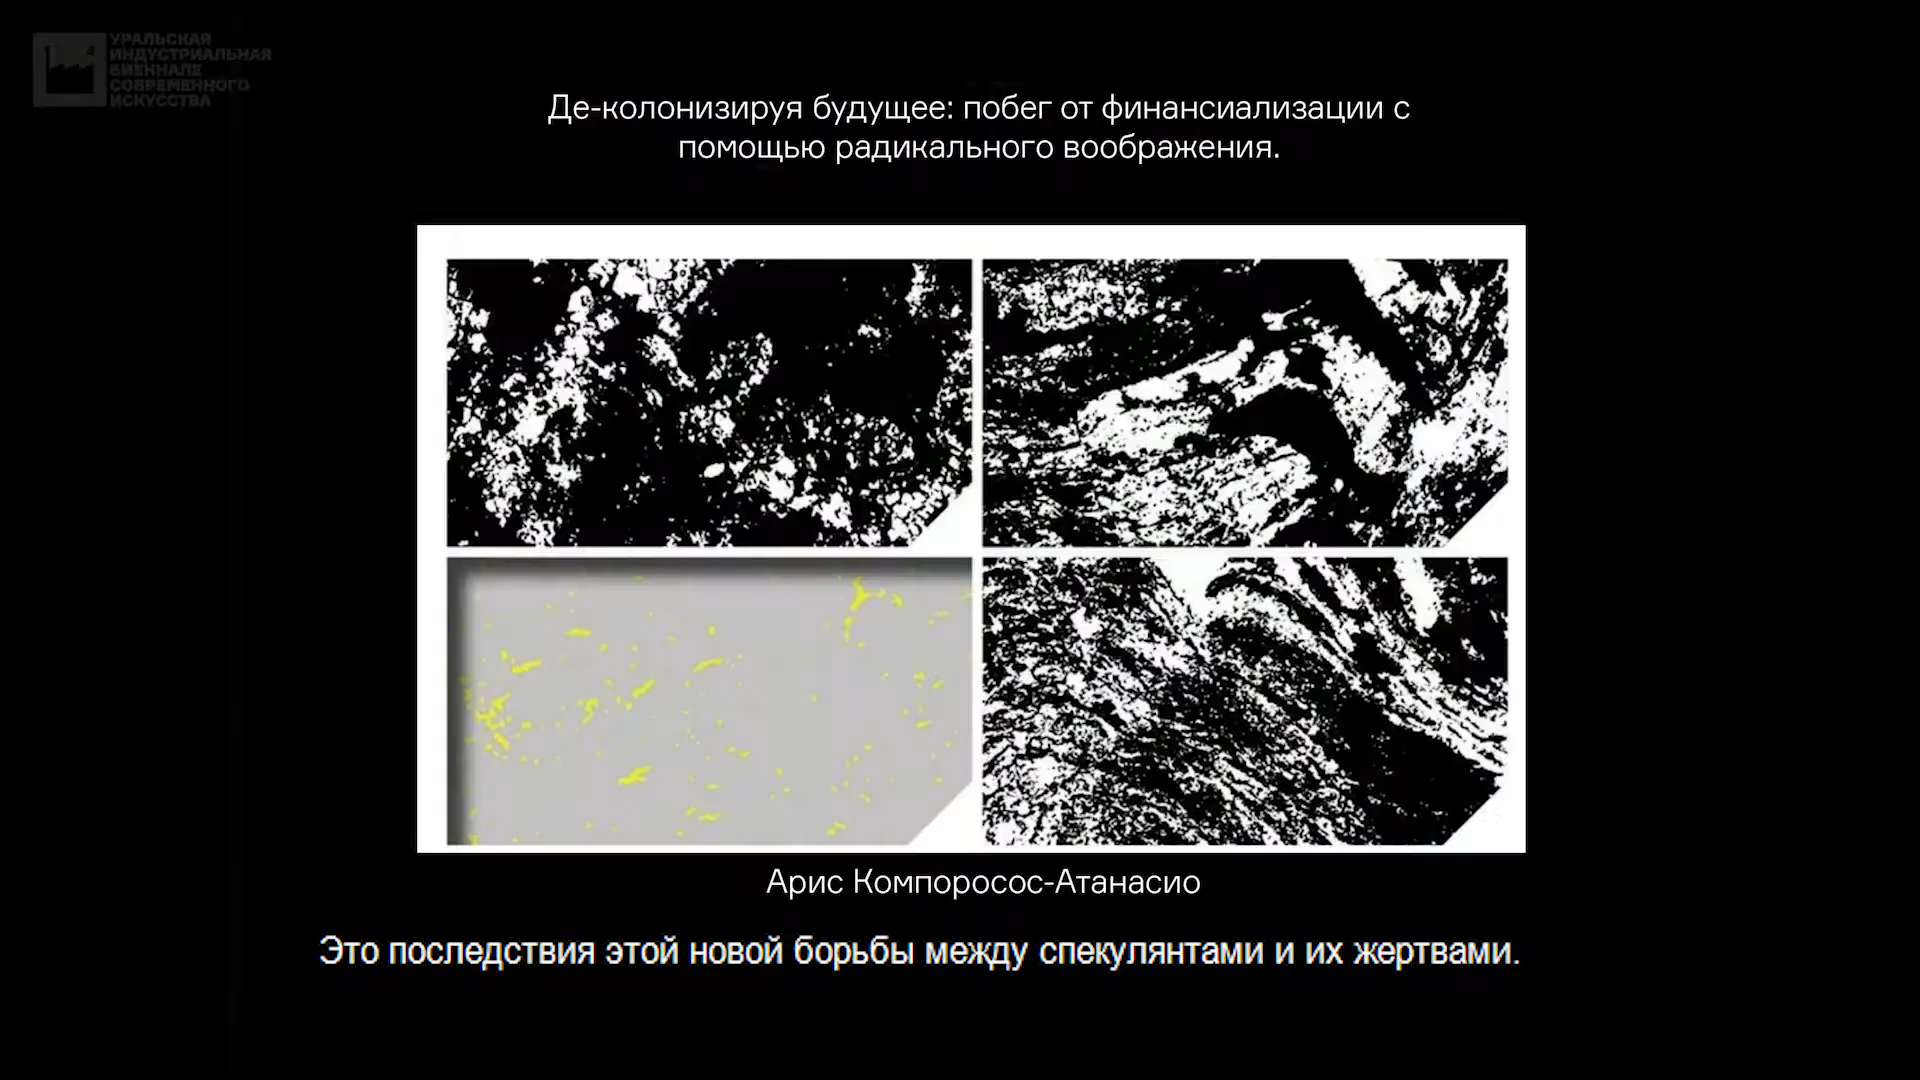 УРАЛЬСКАЯ
ИНДУСТРИАЛЬНАЯ
БИЕННАЛЕ
СОВРЕМЕННОГО
ИСКУССТВА
4
Де-колонизируя будущее: побег от финансиализации с
помощью радикального воображения.
Арис Компоросос-Атанасио
Это последствия этой новой борьбы между спекулянтами и их жертвами.